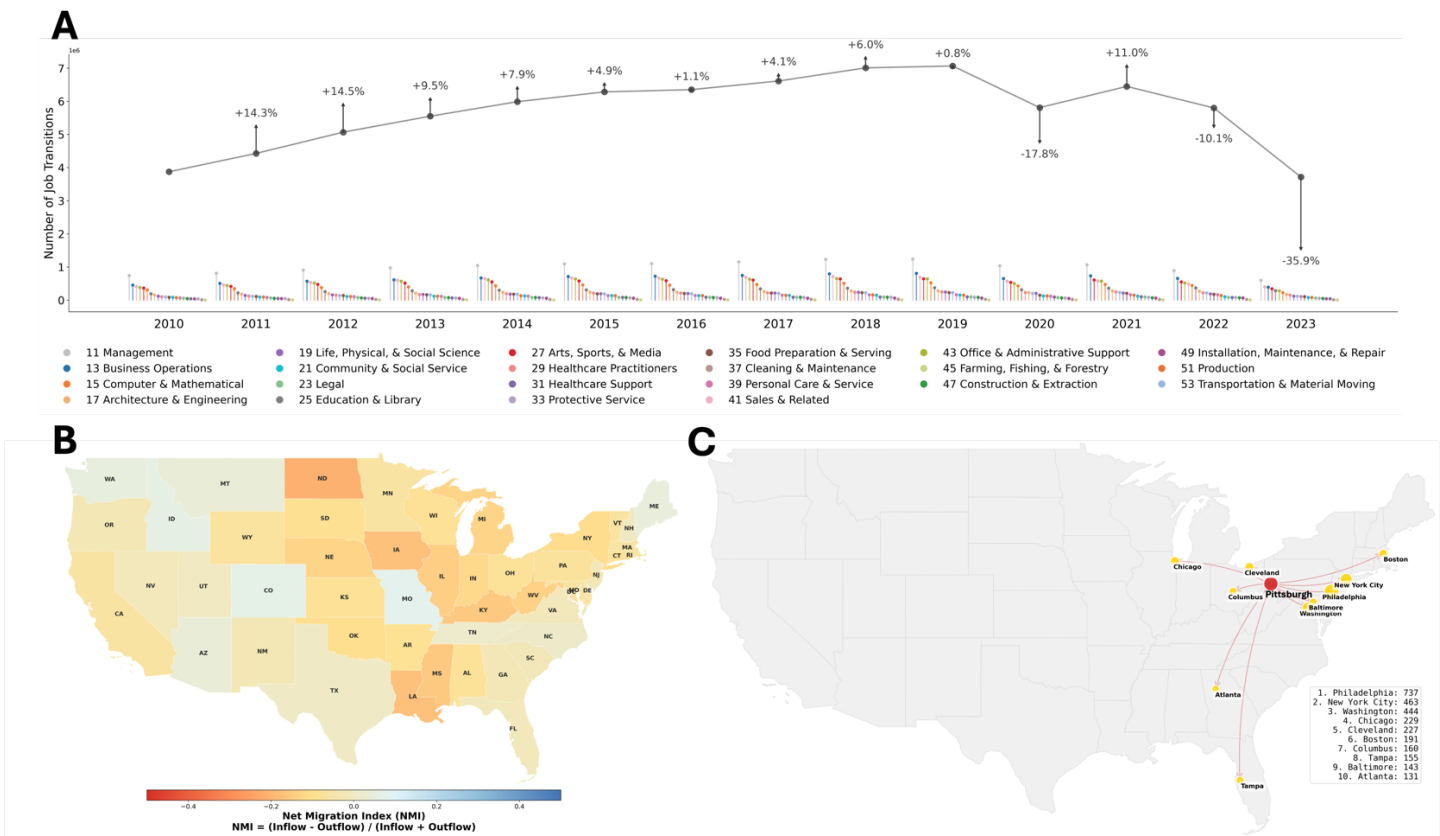 A
1e6
+14.3%
+14.5%
+9.5%
+7.9%
+4.9%
+1.1%
+4.1%
+6.0%
+0.8%
-17.8%
+11.0%
-10.1%
-35.9%
Number of Job Transitions
7
6
5
4
3
2
1
0
2010 2011 2012 2013 2014 2015 2016 2017 2018 2019 2020 2021 2022 2023
11 Management
13 Business Operations
15 Computer & Mathematical
17 Architecture & Engineering
19 Life, Physical, & Social Science
21 Community & Social Service
23 Legal
25 Education & Library
27 Arts, Sports, & Media
29 Healthcare Practitioners
31 Healthcare Support
33 Protective Service
35 Food Preparation & Serving
37 Cleaning & Maintenance
39 Personal Care & Service
41 Sales & Related
43 Office & Administrative Support
45 Farming, Fishing, & Forestry
47 Construction & Extraction
49 Installation, Maintenance, & Repair
51 Production
53 Transportation & Material Moving
B
WA
MT
ND
MN
ME
OR
ID
SD
WI
MI
VT
NH
WY
NY
MA
IA
CT RI
NE
PA
NV
UT
IL
IN
OH
NJ
CO
KS
MO
WV
MD
DE
CA
KY
VA
TN
NC
AZ
NM
OK
AR
SC
MS
AL
GA
TX
LA
FL
−0.4 −0.2 0.0 0.2 0.4
Net Migration Index (NMI)
NMI = (Inflow - Outflow) / (Inflow + Outflow)
C
Boston
Chicago
Cleveland
New York City
Columbus
Pittsburgh
Philadelphia
Baltimore
Washington
Atlanta
Tampa
1. Philadelphia: 737
2. New York City: 463
3. Washington: 444
4. Chicago: 229
5. Cleveland: 227
6. Boston: 191
7. Columbus: 160
8. Tampa: 155
9. Baltimore: 143
10. Atlanta: 131